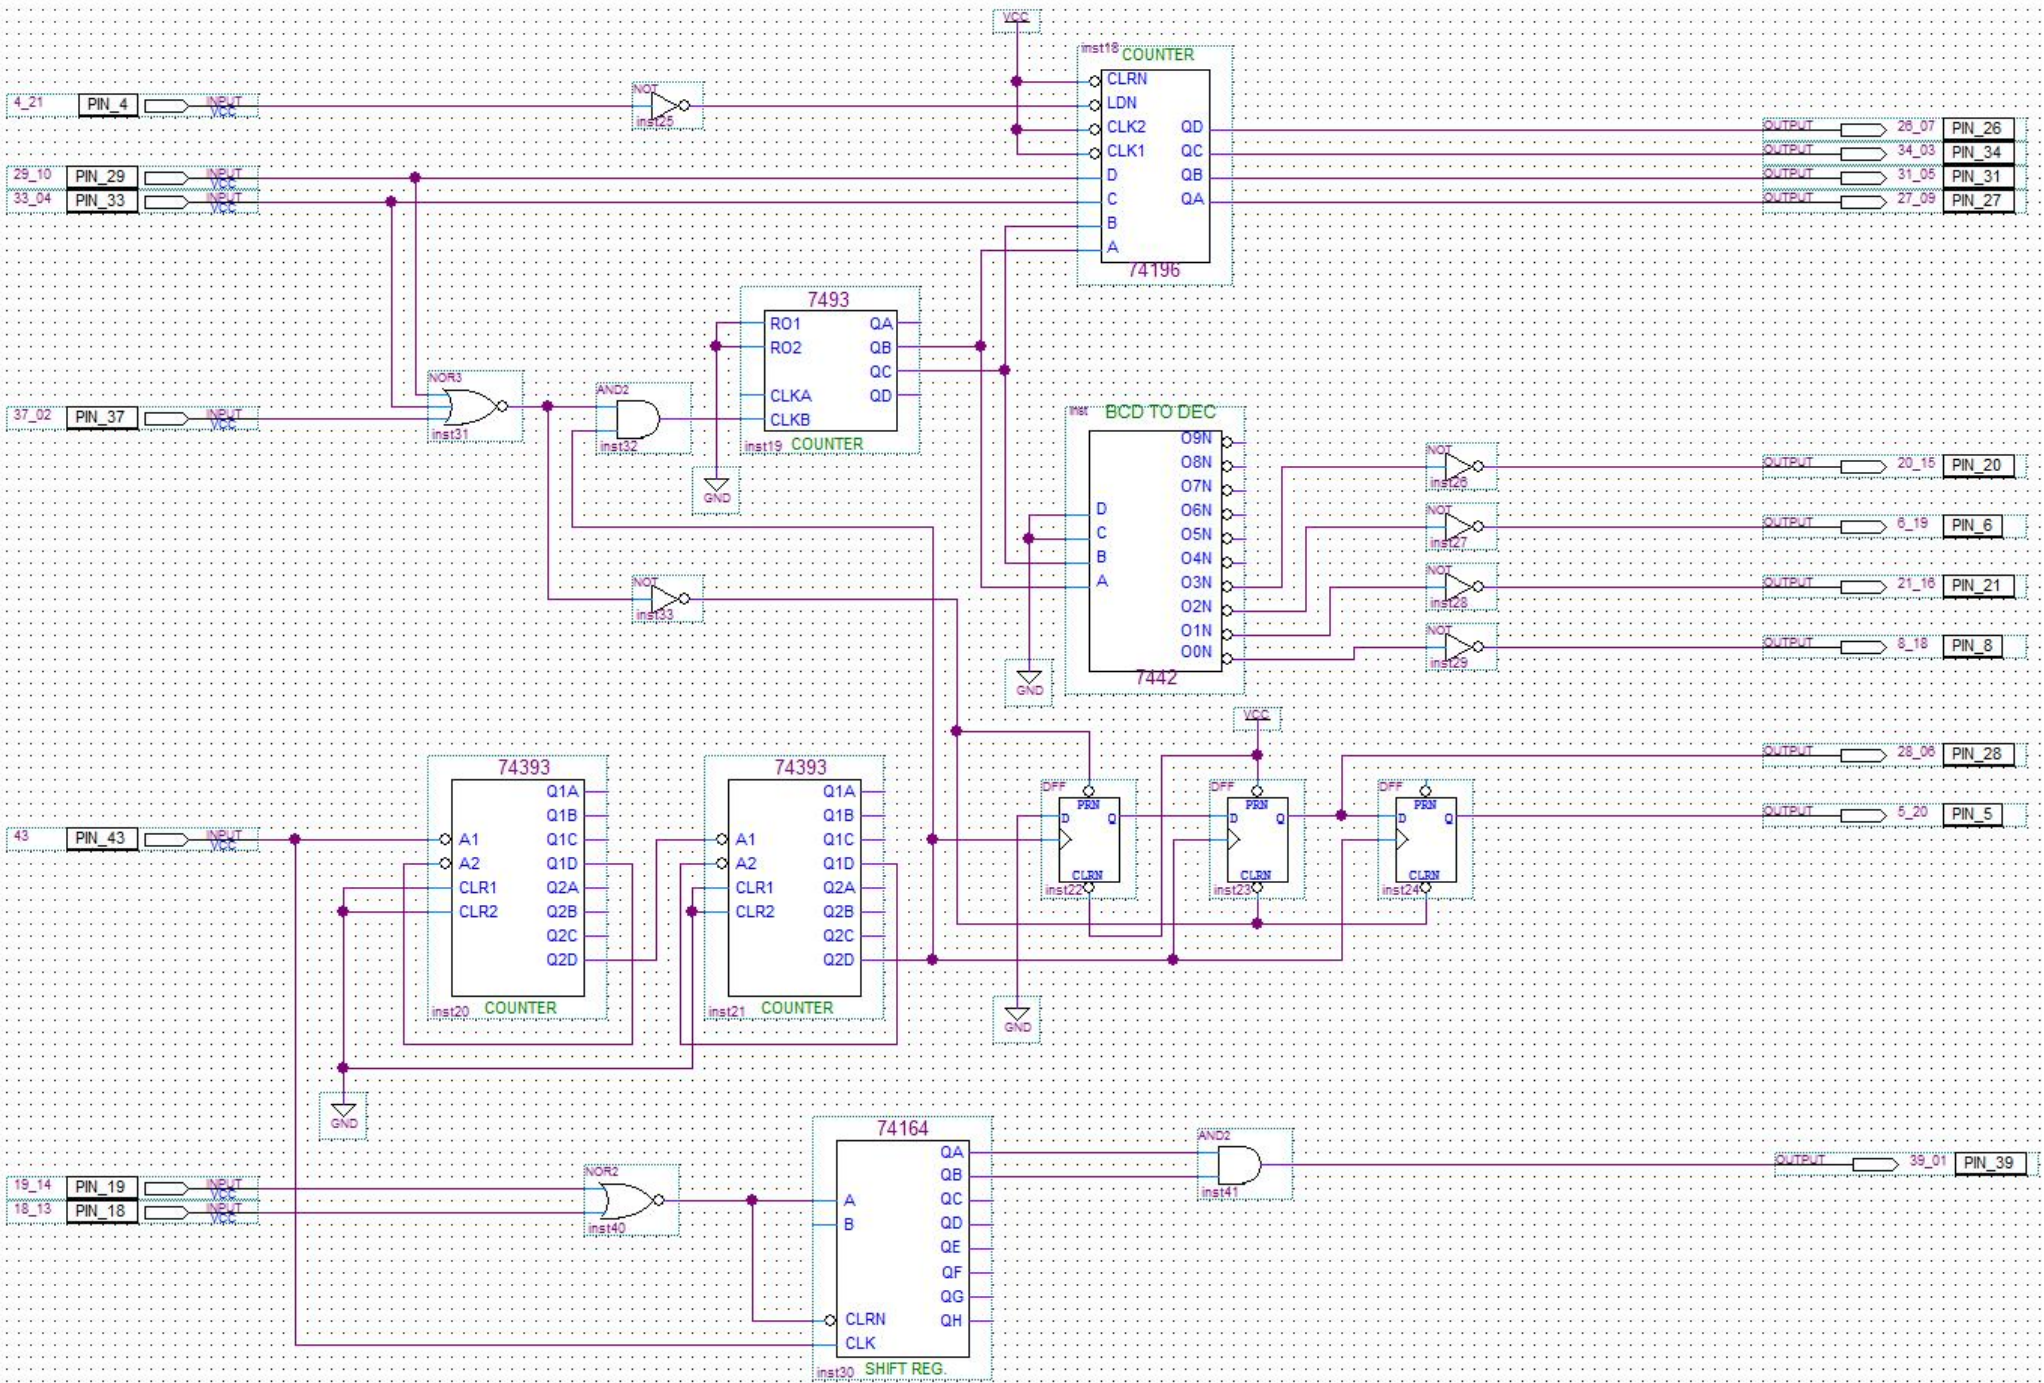 VCC
inst18 COUNTER
CLRN
LDN
CLK2 QD
CLK1 QC
D QB
C QA
B
A
74196
4_21 PIN_4 INPUT VCC
NOT
inst25
OUTPUT 26_07 PIN_26
OUTPUT 34_03 PIN_34
OUTPUT 31_05 PIN_31
OUTPUT 27_09 PIN_27
29_10 PIN_29 INPUT VCC
33_04 PIN_33 INPUT VCC
7493
RO1 QA
RO2 QB
QC
CLKA QD
CLKB
inst19 COUNTER
GND
37_02 PIN_37 INPUT VCC
NOR3
inst31
AND2
inst32
inst BCD TO DEC
O9N
O8N
O7N
D O6N
C O5N
B O4N
A O3N
O2N
O1N
O0N
7442
GND
NOT
inst26
OUTPUT 20_15 PIN_20
NOT
inst27
OUTPUT 6_19 PIN_6
NOT
inst28
OUTPUT 21_16 PIN_21
NOT
inst29
OUTPUT 8_18 PIN_8
NOT
inst33
VCC
OUTPUT 28_06 PIN_28
OUTPUT 5_20 PIN_5
43 PIN_43 INPUT VCC
74393
Q1A
Q1B
A1 Q1C
A2 Q1D
CLR1 Q2A
CLR2 Q2B
Q2C
Q2D
inst20 COUNTER
74393
Q1A
Q1B
A1 Q1C
A2 Q1D
CLR1 Q2A
CLR2 Q2B
Q2C
Q2D
inst21 COUNTER
DFF
PRN
D Q
CLRN
inst22
DFF
PRN
D Q
CLRN
inst23
DFF
PRN
D Q
CLRN
inst24
GND
GND
19_14 PIN_19 INPUT VCC
18_13 PIN_18 INPUT VCC
NOR2
inst40
74164
QA
QB
A QC
B QD
QE
QF
QG
CLRN QH
CLK
inst30 SHIFT REG.
AND2
inst41
OUTPUT 39_01 PIN_39